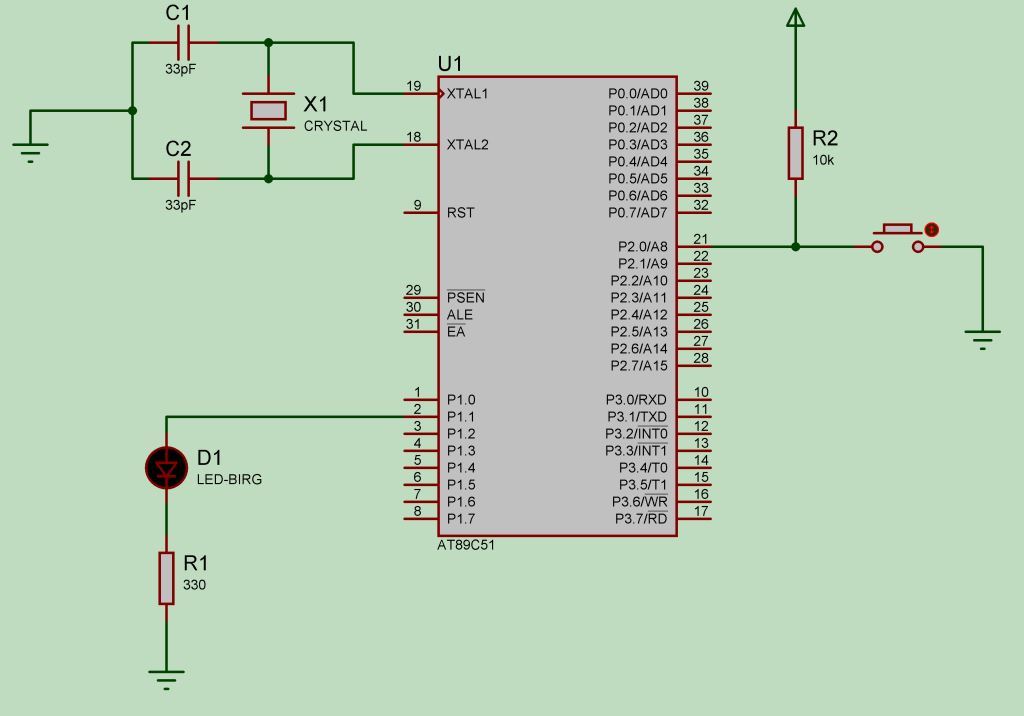 C1
33pF
X1
CRYSTAL
C2
33pF
U1
19
XTAL1
18
XTAL2
9
RST
29
PSEN
30
ALE
31
EA
1
P1.0
2
P1.1
3
P1.2
4
P1.3
5
P1.4
6
P1.5
7
P1.6
8
P1.7
P0.0/AD0
39
P0.1/AD1
38
P0.2/AD2
37
P0.3/AD3
36
P0.4/AD4
35
P0.5/AD5
34
P0.6/AD6
33
P0.7/AD7
32
P2.0/A8
21
P2.1/A9
22
P2.2/A10
23
P2.3/A11
24
P2.4/A12
25
P2.5/A13
26
P2.6/A14
27
P2.7/A15
28
P3.0/RXD
10
P3.1/TXD
11
P3.2/INT0
12
P3.3/INT1
13
P3.4/T0
14
P3.5/T1
15
P3.6/WR
16
P3.7/RD
17
AT89C51
R2
10k
D1
LED-BIRG
R1
330